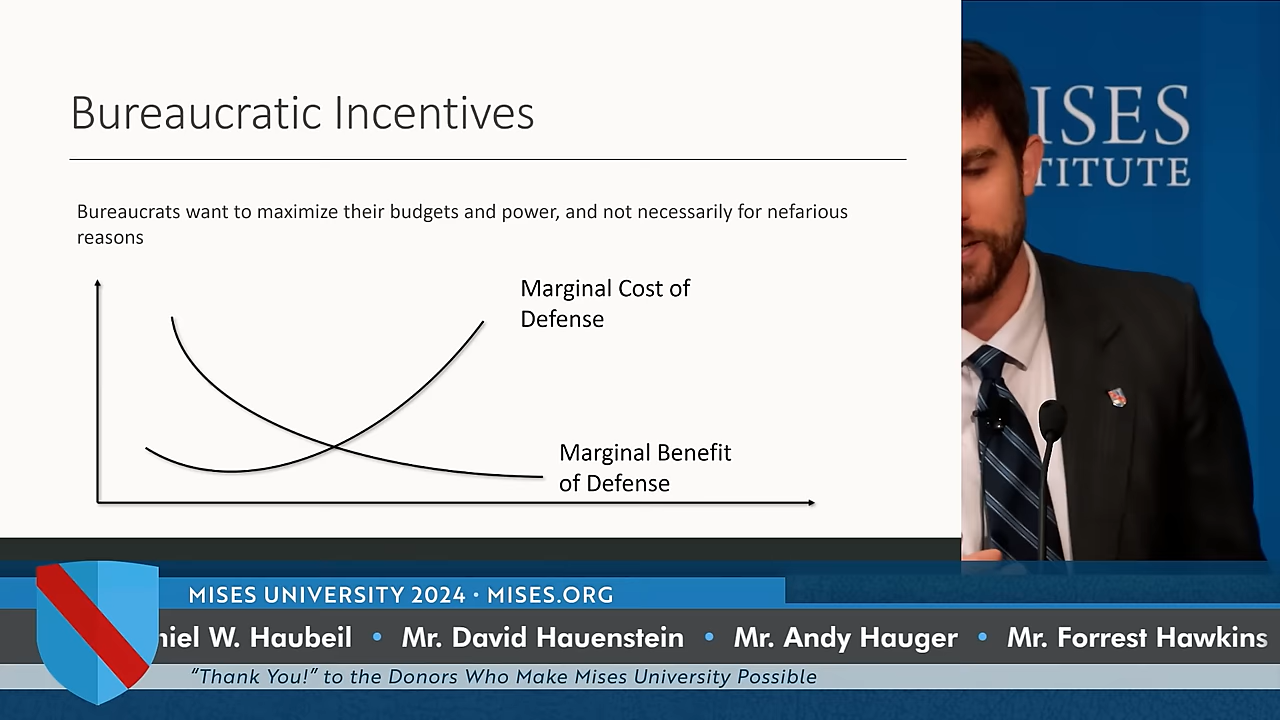 Bureaucratic Incentives
Bureaucrats want to maximize their budgets and power, and not necessarily for nefarious
reasons
Marginal Cost of
Defense
Marginal Benefit
of Defense
ISES
TITUTE
MISES UNIVERSITY 2024 • MISES.ORG
niel W. Haubeil • Mr. David Hauenstein • Mr. Andy Hauger • Mr. Forrest Hawkins
“Thank You!” to the Donors Who Make Mises University Possible